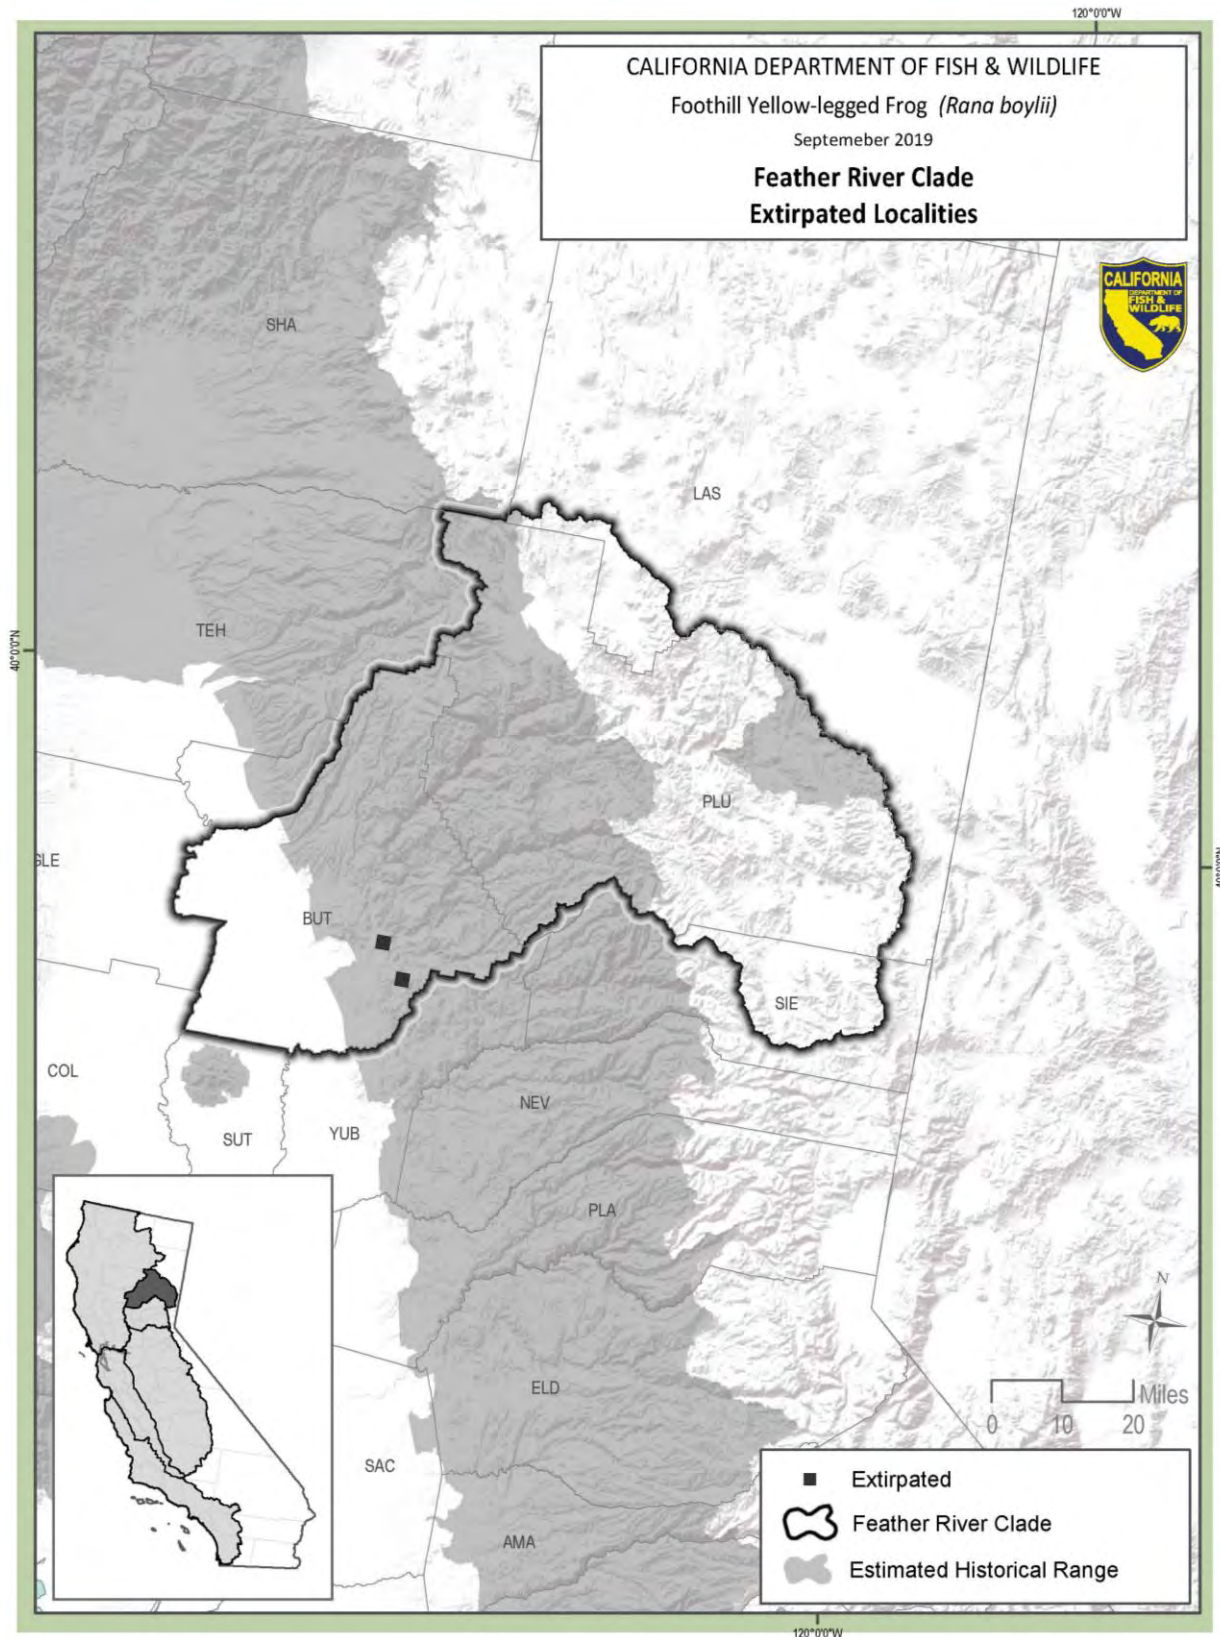 120°0'0"W
CALIFORNIA DEPARTMENT OF FISH & WILDLIFE
Foothill Yellow-legged Frog (Rana boylii)
Septemeber 2019
Feather River Clade
Extirpated Localities
CALIFORNIA
DEPARTMENT OF
FISH &
WILDLIFE
SHA
LAS
TEH
40°0'0"N
PLU
GLE
40°0'0"N
BUT
SIE
COL
NEV
YUB
SUT
PLA
N
ELD
Miles
0 10 20
SAC
Extirpated
Feather River Clade
AMA
Estimated Historical Range
120°0'0"W